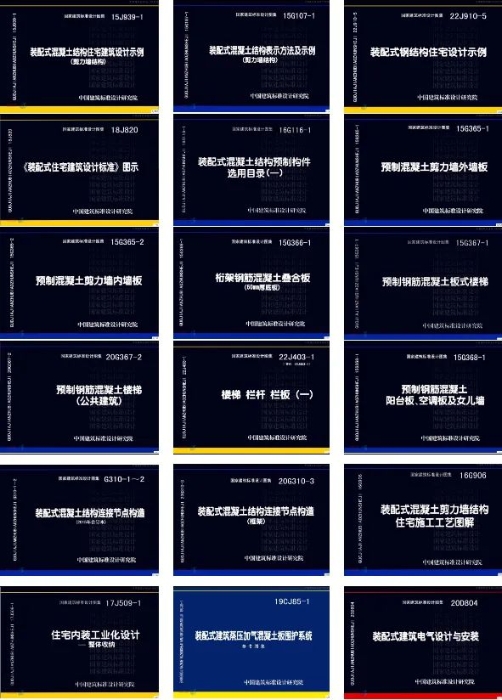 国家建筑标准设计图集 15J939-1
装配式混凝土结构住宅建筑设计示例
(剪力墙结构)
中国建筑标准设计研究院
国家建筑标准设计图集 15G107-1
装配式混凝土结构表示方法及示例
(剪力墙结构)
中国建筑标准设计研究院
国家建筑标准设计图集 22J910-5
装配式钢结构住宅设计示例
中国建筑标准设计研究院
国家建筑标准设计图集 18J820
《装配式住宅建筑设计标准》图示
中国建筑标准设计研究院
国家建筑标准设计图集 16G116-1
装配式混凝土结构预制构件
选用目录(一)
中国建筑标准设计研究院
国家建筑标准设计图集 15G365-1
预制混凝土剪力墙外墙板
中国建筑标准设计研究院
国家建筑标准设计图集 15G365-2
预制混凝土剪力墙内墙板
中国建筑标准设计研究院
国家建筑标准设计图集 15G366-1
桁架钢筋混凝土叠合板
(60mm厚底板)
中国建筑标准设计研究院
国家建筑标准设计图集 15G367-1
预制钢筋混凝土板式楼梯
中国建筑标准设计研究院
国家建筑标准设计图集 20G367-2
预制钢筋混凝土楼梯
(公共建筑)
中国建筑标准设计研究院
国家建筑标准设计图集 22J403-1
楼梯 栏杆 栏板 (一)
中国建筑标准设计研究院
国家建筑标准设计图集 15G368-1
预制钢筋混凝土
阳台板、空调板及女儿墙
中国建筑标准设计研究院
国家建筑标准设计图集 G310-1~2
装配式混凝土结构连接节点构造
中国建筑标准设计研究院
国家建筑标准设计图集 20G310-3
装配式混凝土结构连接节点构造
(框架)
中国建筑标准设计研究院
国家建筑标准设计图集 16G906
装配式混凝土剪力墙结构
住宅施工工艺图解
中国建筑标准设计研究院
国家建筑标准设计图集 17J509-1
住宅内装工业化设计
—整体收纳
中国建筑标准设计研究院
19CJ85-1
装配式建筑蒸压加气混凝土板围护系统
中国建筑标准设计研究院
国家建筑标准设计图集 20D804
装配式建筑电气设计与安装
中国建筑标准设计研究院